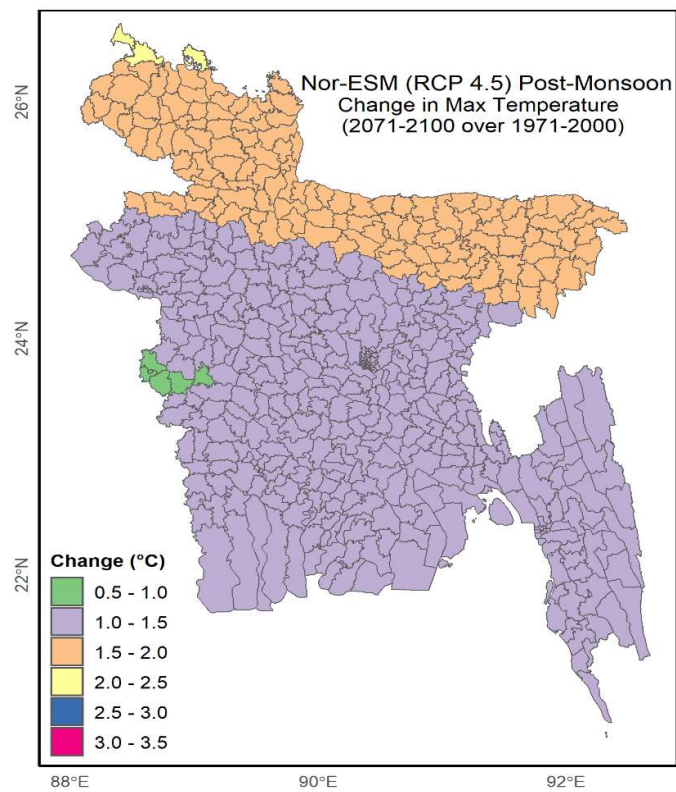 Nor-ESM (RCP 4.5) Post-Monsoon
Change in Max Temperature
(2071-2100 over 1971-2000)
26°N
24°N
22°N
Change (°C)
0.5 - 1.0
1.0 - 1.5
1.5 - 2.0
2.0 - 2.5
2.5 - 3.0
3.0 - 3.5
88°E
90°E
92°E